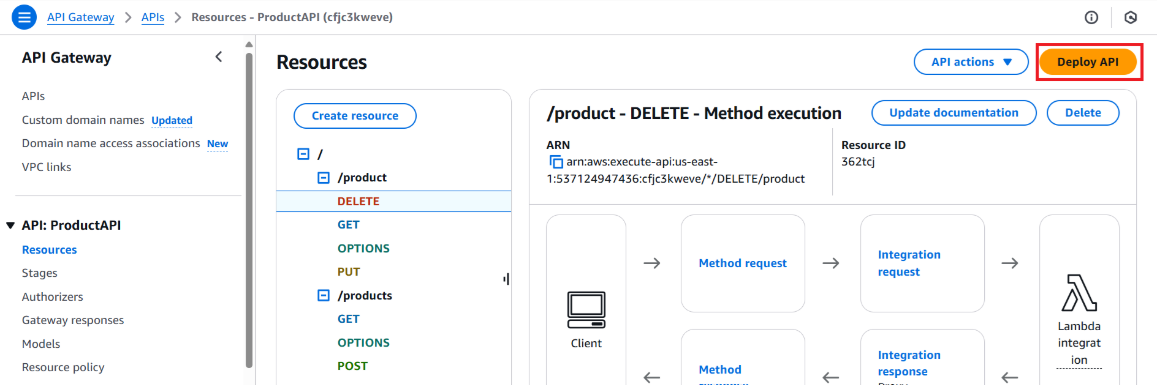 API Gateway > APIs > Resources - ProductAPI (cfjc3kweve)
API Gateway
APIs
Custom domain names Updated
Domain name access associations New
VPC links
API: ProductAPI
Resources
Stages
Authorizers
Gateway responses
Models
Resource policy
Resources
API actions
Deploy API
Create resource
/
/product
DELETE
GET
OPTIONS
PUT
/products
GET
OPTIONS
POST
/product - DELETE - Method execution
Update documentation
Delete
ARN
arn:aws:execute-api:us-east-
1:537124947436:cfjc3kweve/*/DELETE/product
Resource ID
362tcj
Client
Method request
Integration
request
Lambda
integrat
ion
Method
Integration
response